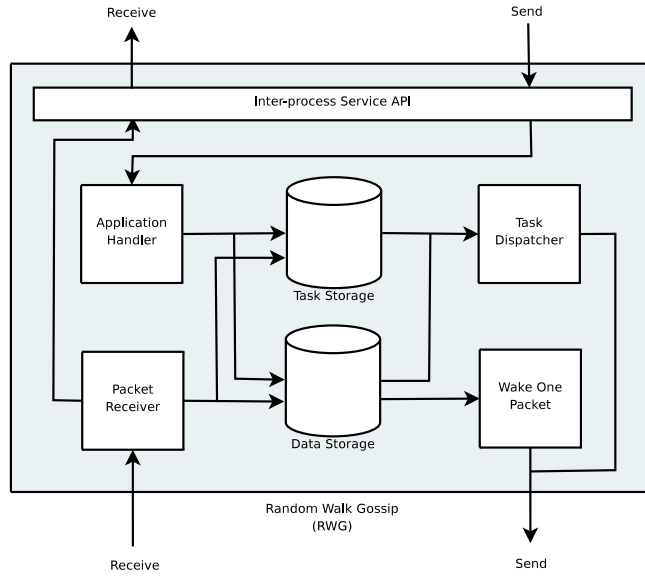 Receive
Send
Inter-process Service API
Application
Handler
Task
Dispatcher
Task Storage
Packet
Receiver
Wake One
Packet
Data Storage
Random Walk Gossip
(RWG)
Receive
Send